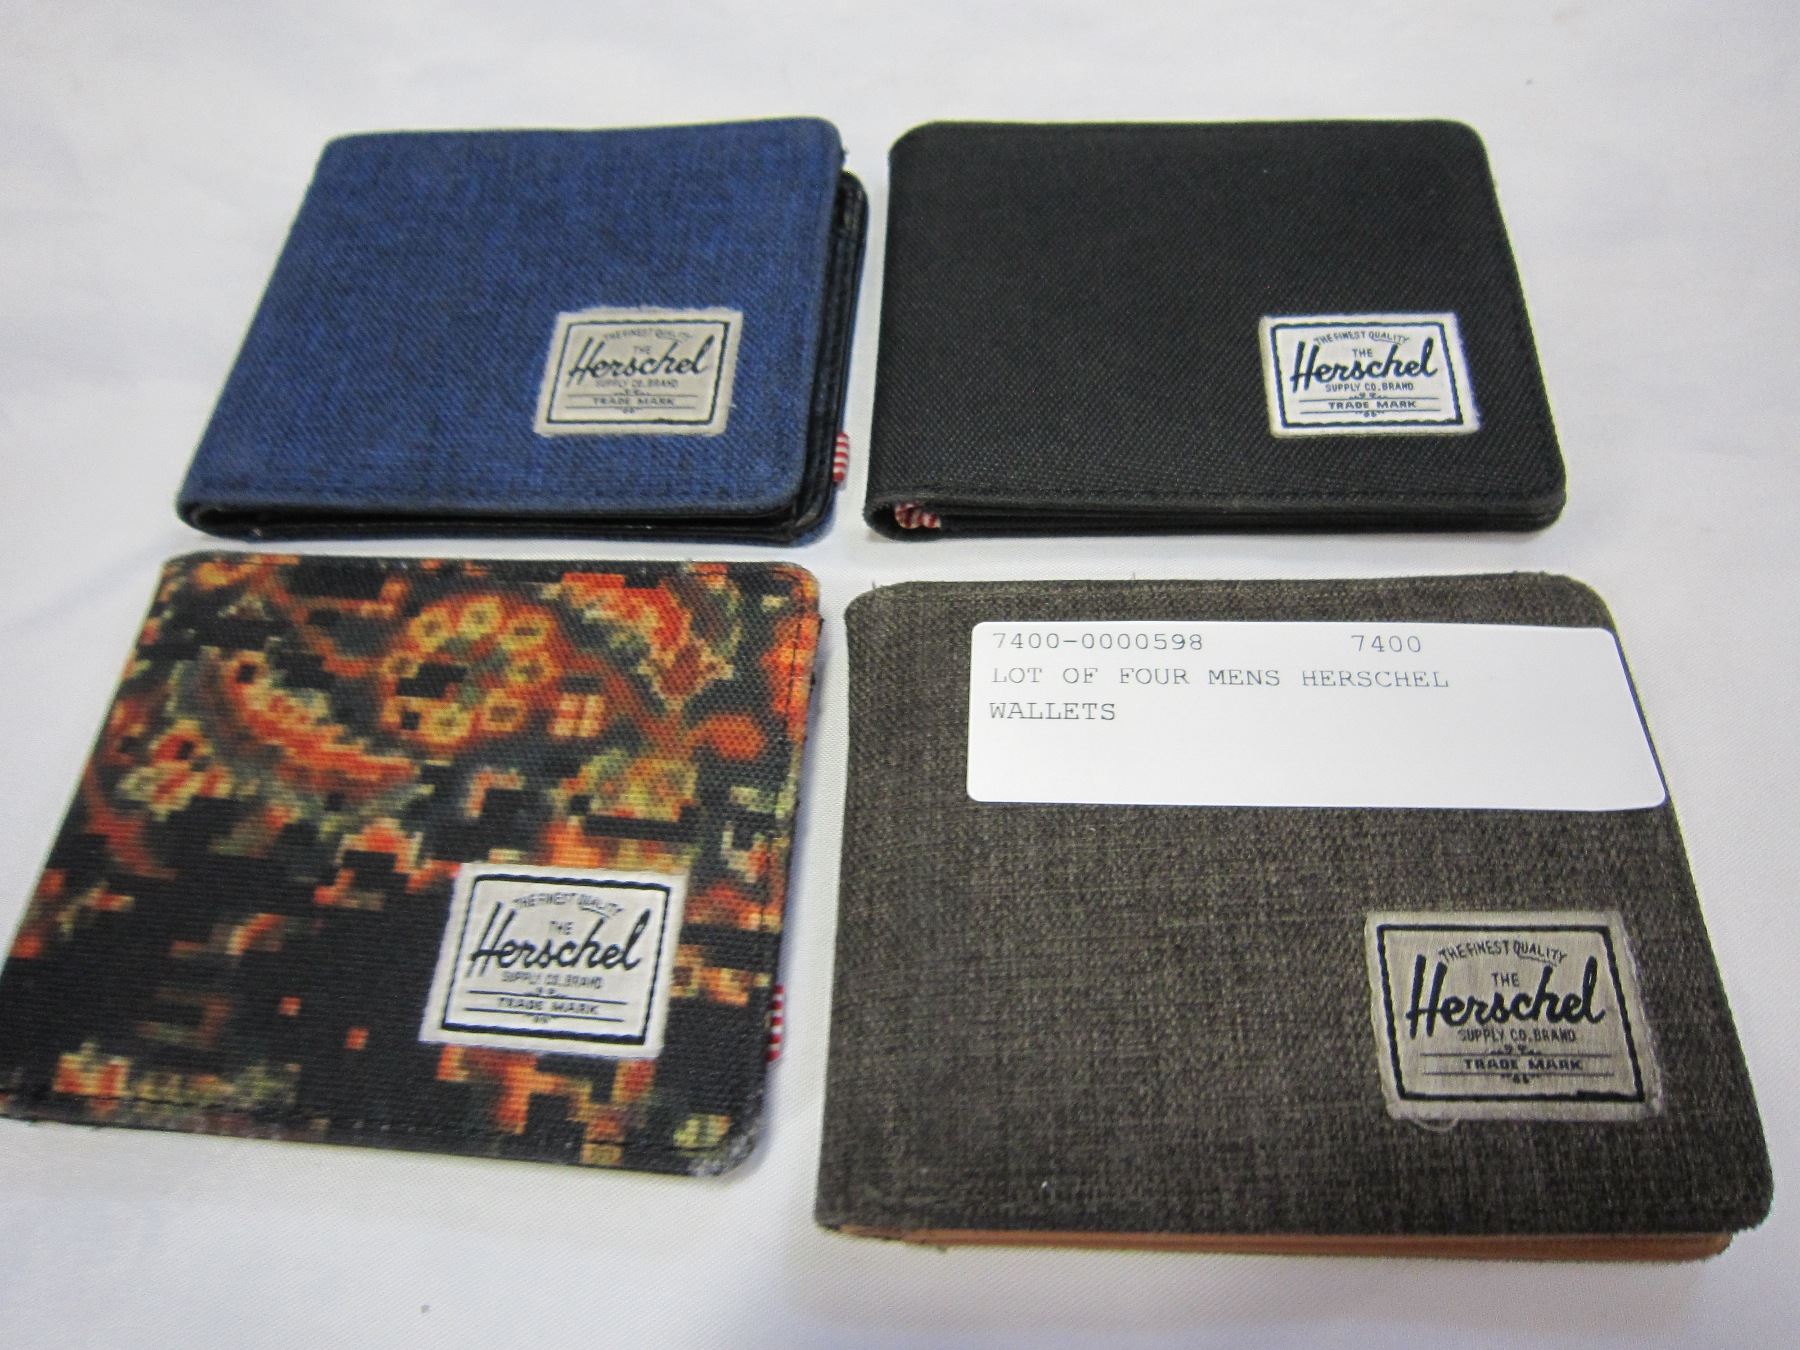 THE FINEST QUALITY
THE
Herschel
SUPPLY CO. BRAND
TRADE MARK
THE FINEST QUALITY
THE
Herschel
SUPPLY CO. BRAND
TRADE MARK
THE FINEST QUALITY
THE
Herschel
SUPPLY CO. BRAND
TRADE MARK
7400-0000598 7400
LOT OF FOUR MENS HERSCHEL
WALLETS
THE FINEST QUALITY
THE
Herschel
SUPPLY CO. BRAND
TRADE MARK